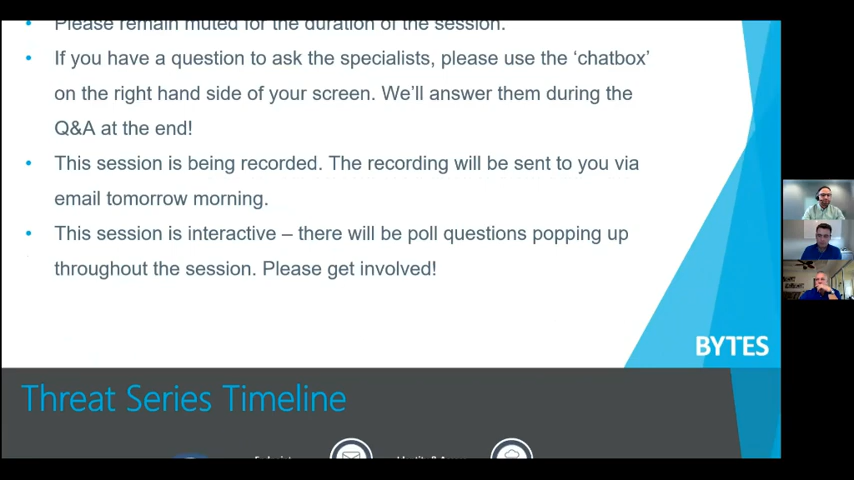 Please remain muted for the duration of the session.
If you have a question to ask the specialists, please use the ‘chatbox’
on the right hand side of your screen. We’ll answer them during the
Q&A at the end!
This session is being recorded. The recording will be sent to you via
email tomorrow morning.
This session is interactive – there will be poll questions popping up
throughout the session. Please get involved!
BYTES
Threat Series Timeline